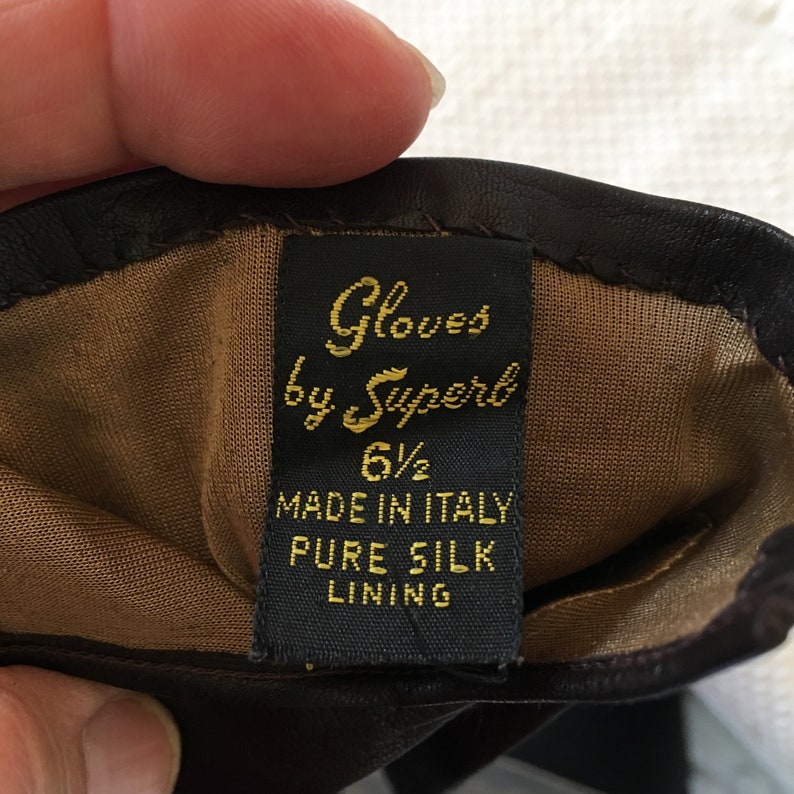 Gloves
by Superb
6½
MADE IN ITALY
PURE SILK
LINING